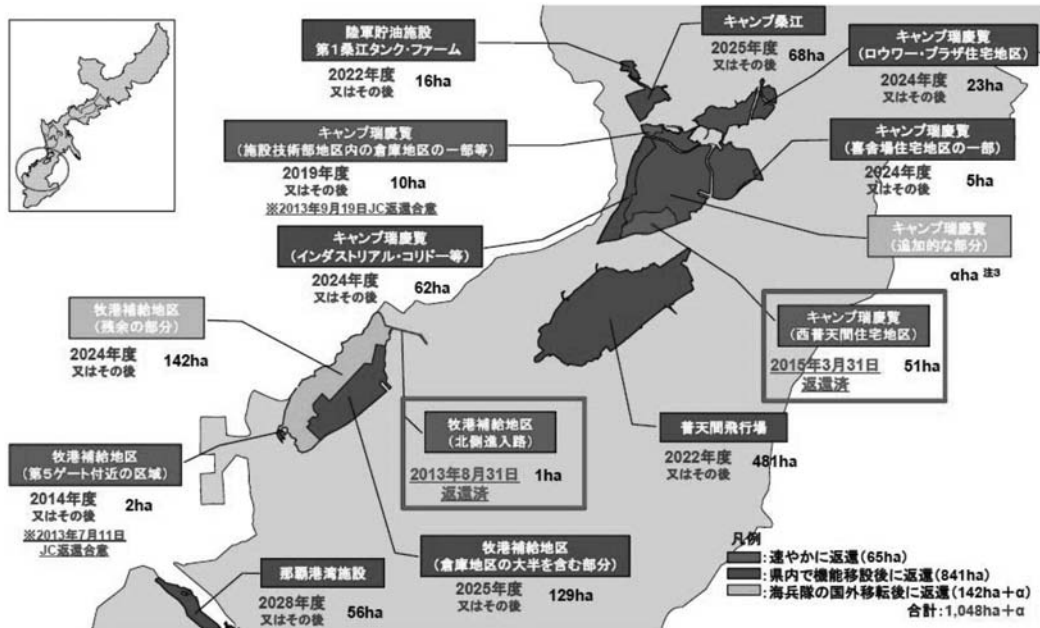 陸軍貯油施設
第1桑江タンク・ファーム
2022年度
又はその後
16ha
キャンプ桑江
2025年度
又はその後
68ha
キャンプ瑞慶覧
(ロウワー・プラザ住宅地区)
2024年度
又はその後
23ha
キャンプ瑞慶覧
(施設技術部地区内の倉庫地区の一部等)
2019年度
又はその後
10ha
※2013年9月19日JC返還合意
キャンプ瑞慶覧
(喜舎場住宅地区の一部)
2024年度
又はその後
5ha
キャンプ瑞慶覧
(インダストリアル・コリドー等)
2024年度
又はその後
62ha
キャンプ瑞慶覧
(追加的な部分)
αha 注3
牧港補給地区
(残余の部分)
2024年度
又はその後
142ha
キャンプ瑞慶覧
(西普天間住宅地区)
2015年3月31日
返還済
51ha
牧港補給地区
(北側進入路)
2013年8月31日
返還済
1ha
普天間飛行場
2022年度
又はその後
481ha
牧港補給地区
(第5ゲート付近の区域)
2014年度
又はその後
2ha
※2013年7月11日
JC返還合意
牧港補給地区
(倉庫地区の大半を含む部分)
2025年度
又はその後
129ha
那覇港湾施設
2028年度
又はその後
56ha
凡例
:速やかに返還(65ha)
:県内で機能移設後に返還(841ha)
:海兵隊の国外移転後に返還(142ha+α)
合計:1,048ha+α